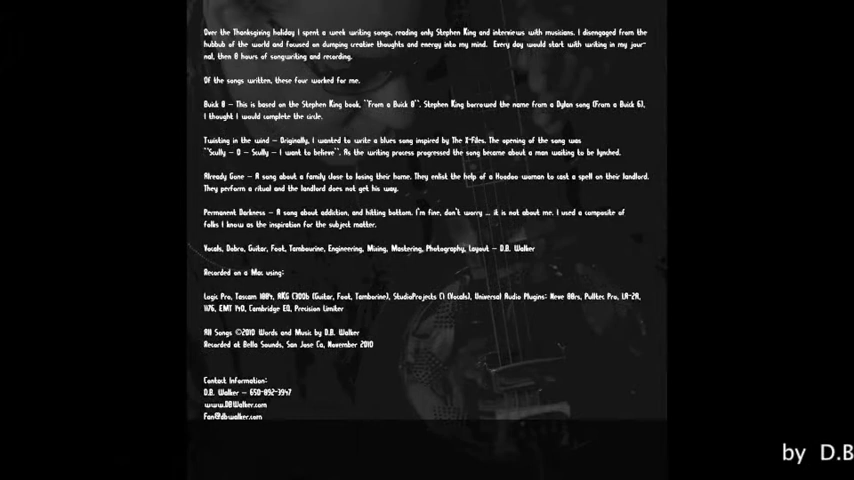 Over the Thanksgiving holiday I spent a week writing songs, reading only Stephen King and interviews with musicians. I disengaged from the
hubbub of the world and focused on dumping creative thoughts and energy into my mind. Every day would start with writing in my jour-
nal, then 8 hours of songwriting and recording.
Of the songs written, these four worked for me.
Buick 8 – This is based on the Stephen King book, ``From a Buick 8''. Stephen King borrowed the name from a Dylan song (From a Buick 6),
I thought I would complete the circle.
Twisting in the wind – Originally, I wanted to write a blues song inspired by The X-Files. The opening of the song was
``Scully – O – Scully – I want to believe''. As the writing process progressed the song became about a man waiting to be lynched.
Already Gone – A song about a family close to losing their home. They enlist the help of a Hoodoo woman to cast a spell on their landlord.
They perform a ritual and the landlord does not get his way.
Permanent Darkness – A song about addiction, and hitting bottom. I'm fine, don't worry ... it is not about me. I used a composite of
folks I know as the inspiration for the subject matter.
Vocals, Dobro, Guitar, Foot, Tambourine, Engineering, Mixing, Mastering, Photography, Layout – D.B. Walker
Recorded on a Mac using:
Logic Pro, Tascam 1884, AKG C300b (Guitar, Foot, Tamborine), StudioProjects (Vocals), Universal Audio Plugins: Neve 88rs, Pulltec Pro, LA-2A,
1176, EMT 140, Cambridge EQ, Precision Limiter
All Songs ©2010 Words and Music by D.B. Walker
Recorded at Bella Sounds, San Jose Ca, November 2010
Contact Information:
D.B. Walker – 650-892-3947
www.DBWalker.com
Fan@dbwalker.com
by D.B